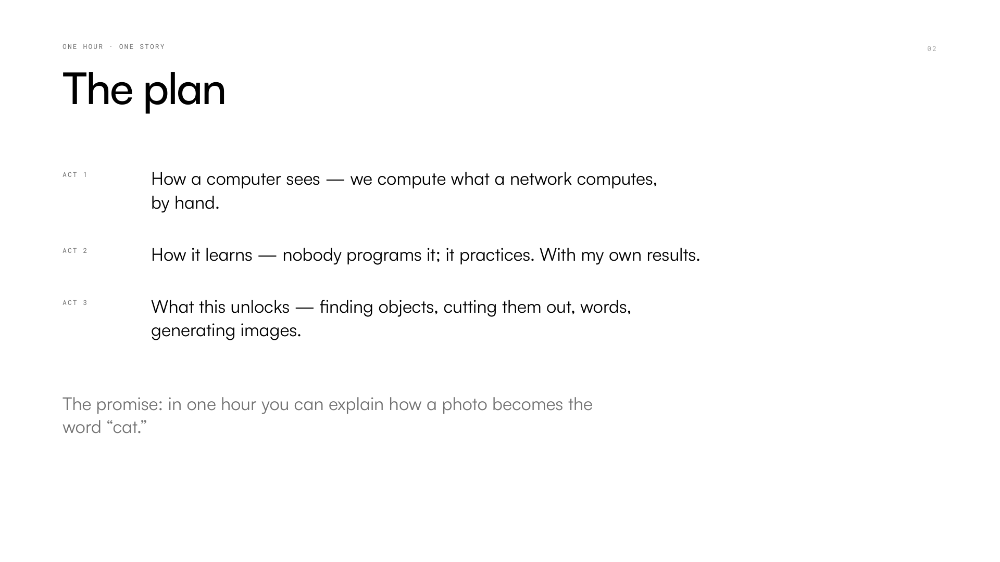 ONE HOUR · ONE STORY
02
The plan
ACT 1
How a computer sees — we compute what a network computes,
by hand.
ACT 2
How it learns — nobody programs it; it practices. With my own results.
ACT 3
What this unlocks — finding objects, cutting them out, words,
generating images.
The promise: in one hour you can explain how a photo becomes the
word “cat.”